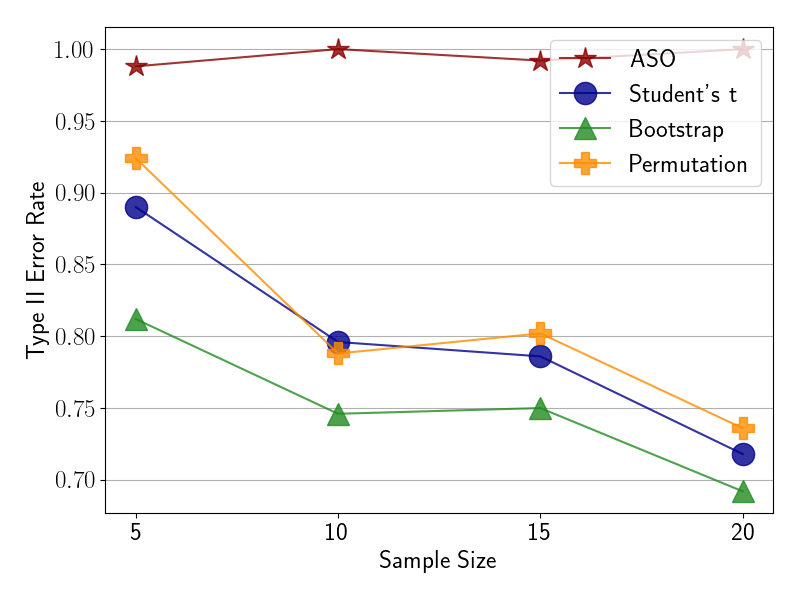 1.00
0.95
0.90
0.85
0.80
0.75
0.70
Type II Error Rate
5
10
15
20
Sample Size
ASO
Student's t
Bootstrap
Permutation